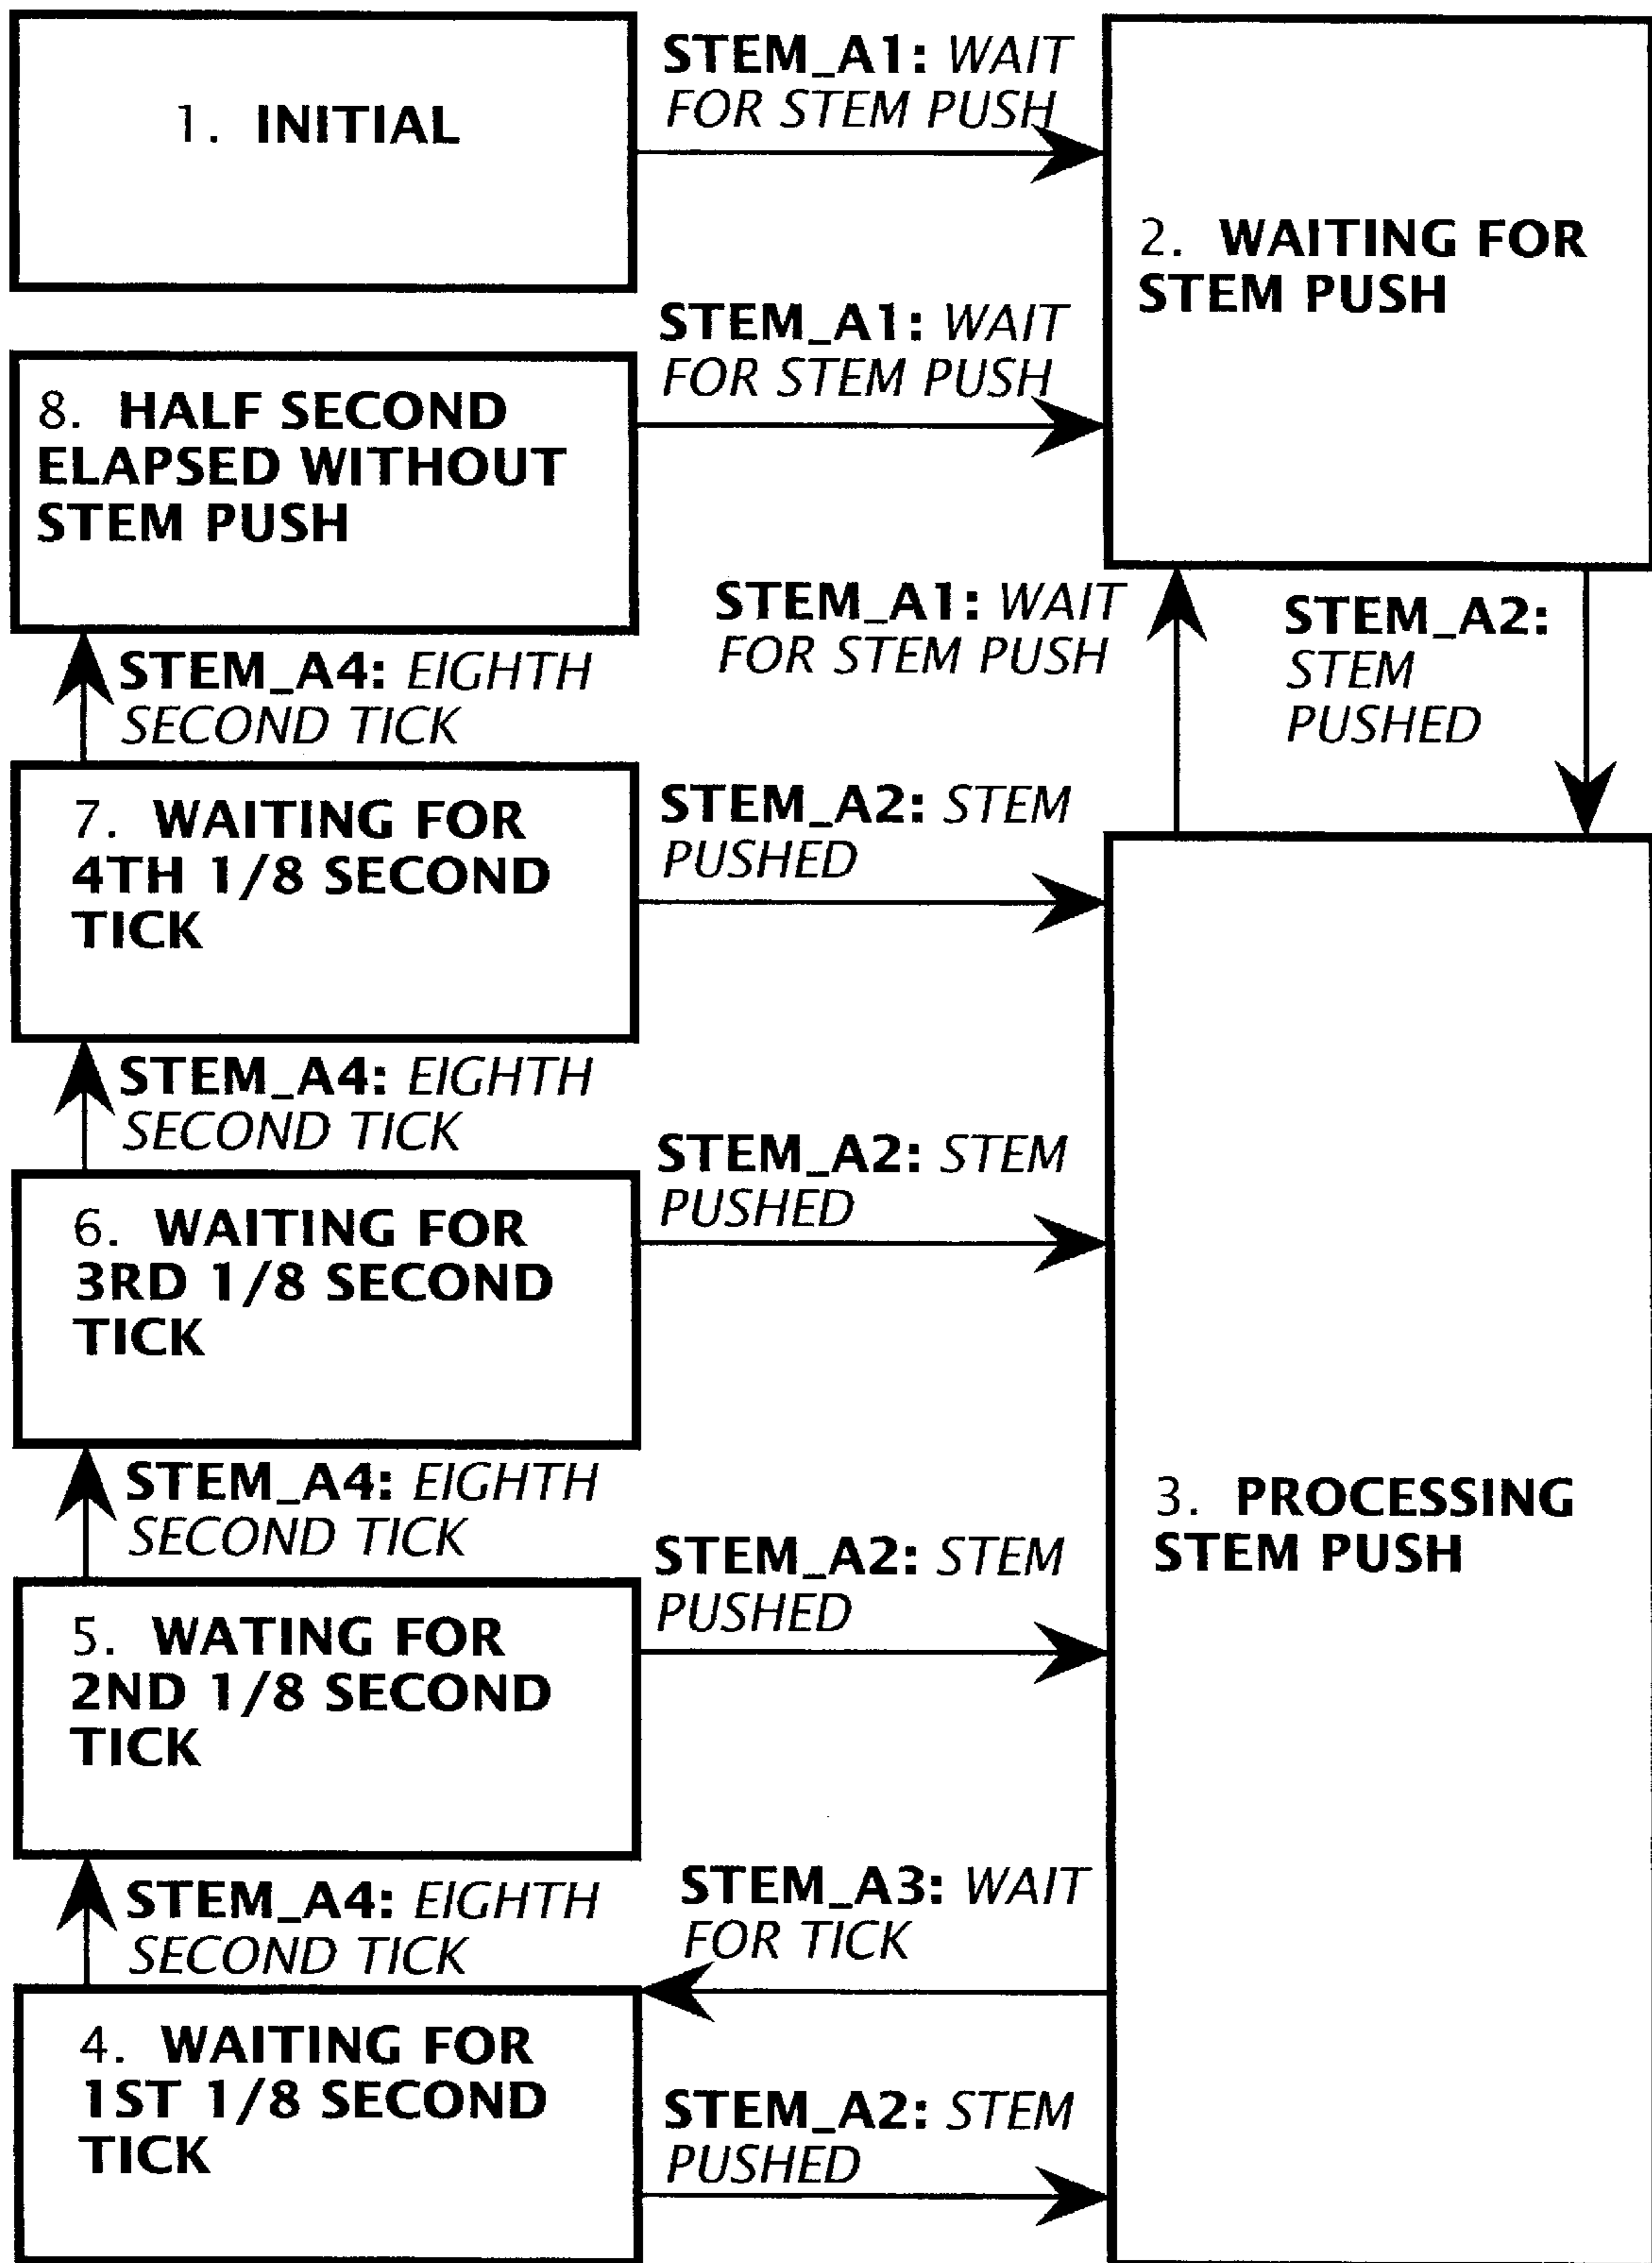 1. INITIAL
STEM_A1: WAIT
FOR STEM PUSH
2. WAITING FOR
STEM PUSH
8. HALF SECOND
ELAPSED WITHOUT
STEM PUSH
STEM_A1: WAIT
FOR STEM PUSH
STEM_A1: WAIT
FOR STEM PUSH
STEM_A2:
STEM
PUSHED
STEM_A4: EIGHTH
SECOND TICK
7. WAITING FOR
4TH 1/8 SECOND
TICK
STEM_A2: STEM
PUSHED
STEM_A4: EIGHTH
SECOND TICK
6. WAITING FOR
3RD 1/8 SECOND
TICK
STEM_A2: STEM
PUSHED
STEM_A4: EIGHTH
SECOND TICK
3. PROCESSING
STEM PUSH
5. WATING FOR
2ND 1/8 SECOND
TICK
STEM_A2: STEM
PUSHED
STEM_A4: EIGHTH
SECOND TICK
STEM_A3: WAIT
FOR TICK
4. WAITING FOR
1ST 1/8 SECOND
TICK
STEM_A2: STEM
PUSHED